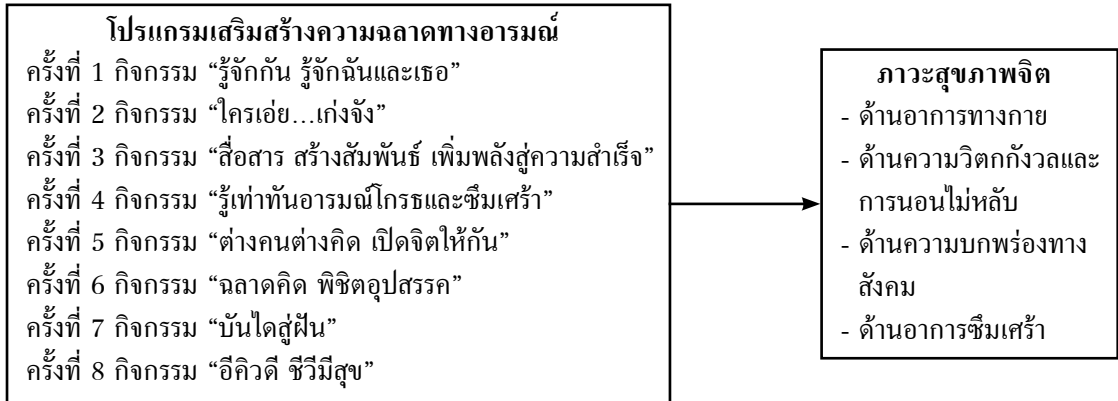 โปรแกรมเสริมสร้างความฉลาดทางอารมณ์
ครั้งที่ 1 กิจกรรม “รู้จักกัน รู้จักฉันและเธอ”
ครั้งที่ 2 กิจกรรม “ใครเอ่ย...เก่งจัง”
ครั้งที่ 3 กิจกรรม “สื่อสาร สร้างสัมพันธ์ เพิ่มพลังสู่ความสำเร็จ”
ครั้งที่ 4 กิจกรรม “รู้เท่าทันอารมณ์โกรธและซึมเศร้า”
ครั้งที่ 5 กิจกรรม “ต่างคนต่างคิด เปิดจิตให้กัน”
ครั้งที่ 6 กิจกรรม “ฉลาดคิด พิชิตอุปสรรค”
ครั้งที่ 7 กิจกรรม “บันไดสู่ฝัน”
ครั้งที่ 8 กิจกรรม “อีคิวดี ชีวีมีสุข”
ภาวะสุขภาพจิต
- ด้านอาการทางกาย
- ด้านความวิตกกังวลและ
การนอนไม่หลับ
- ด้านความบกพร่องทาง
สังคม
- ด้านอาการซึมเศร้า